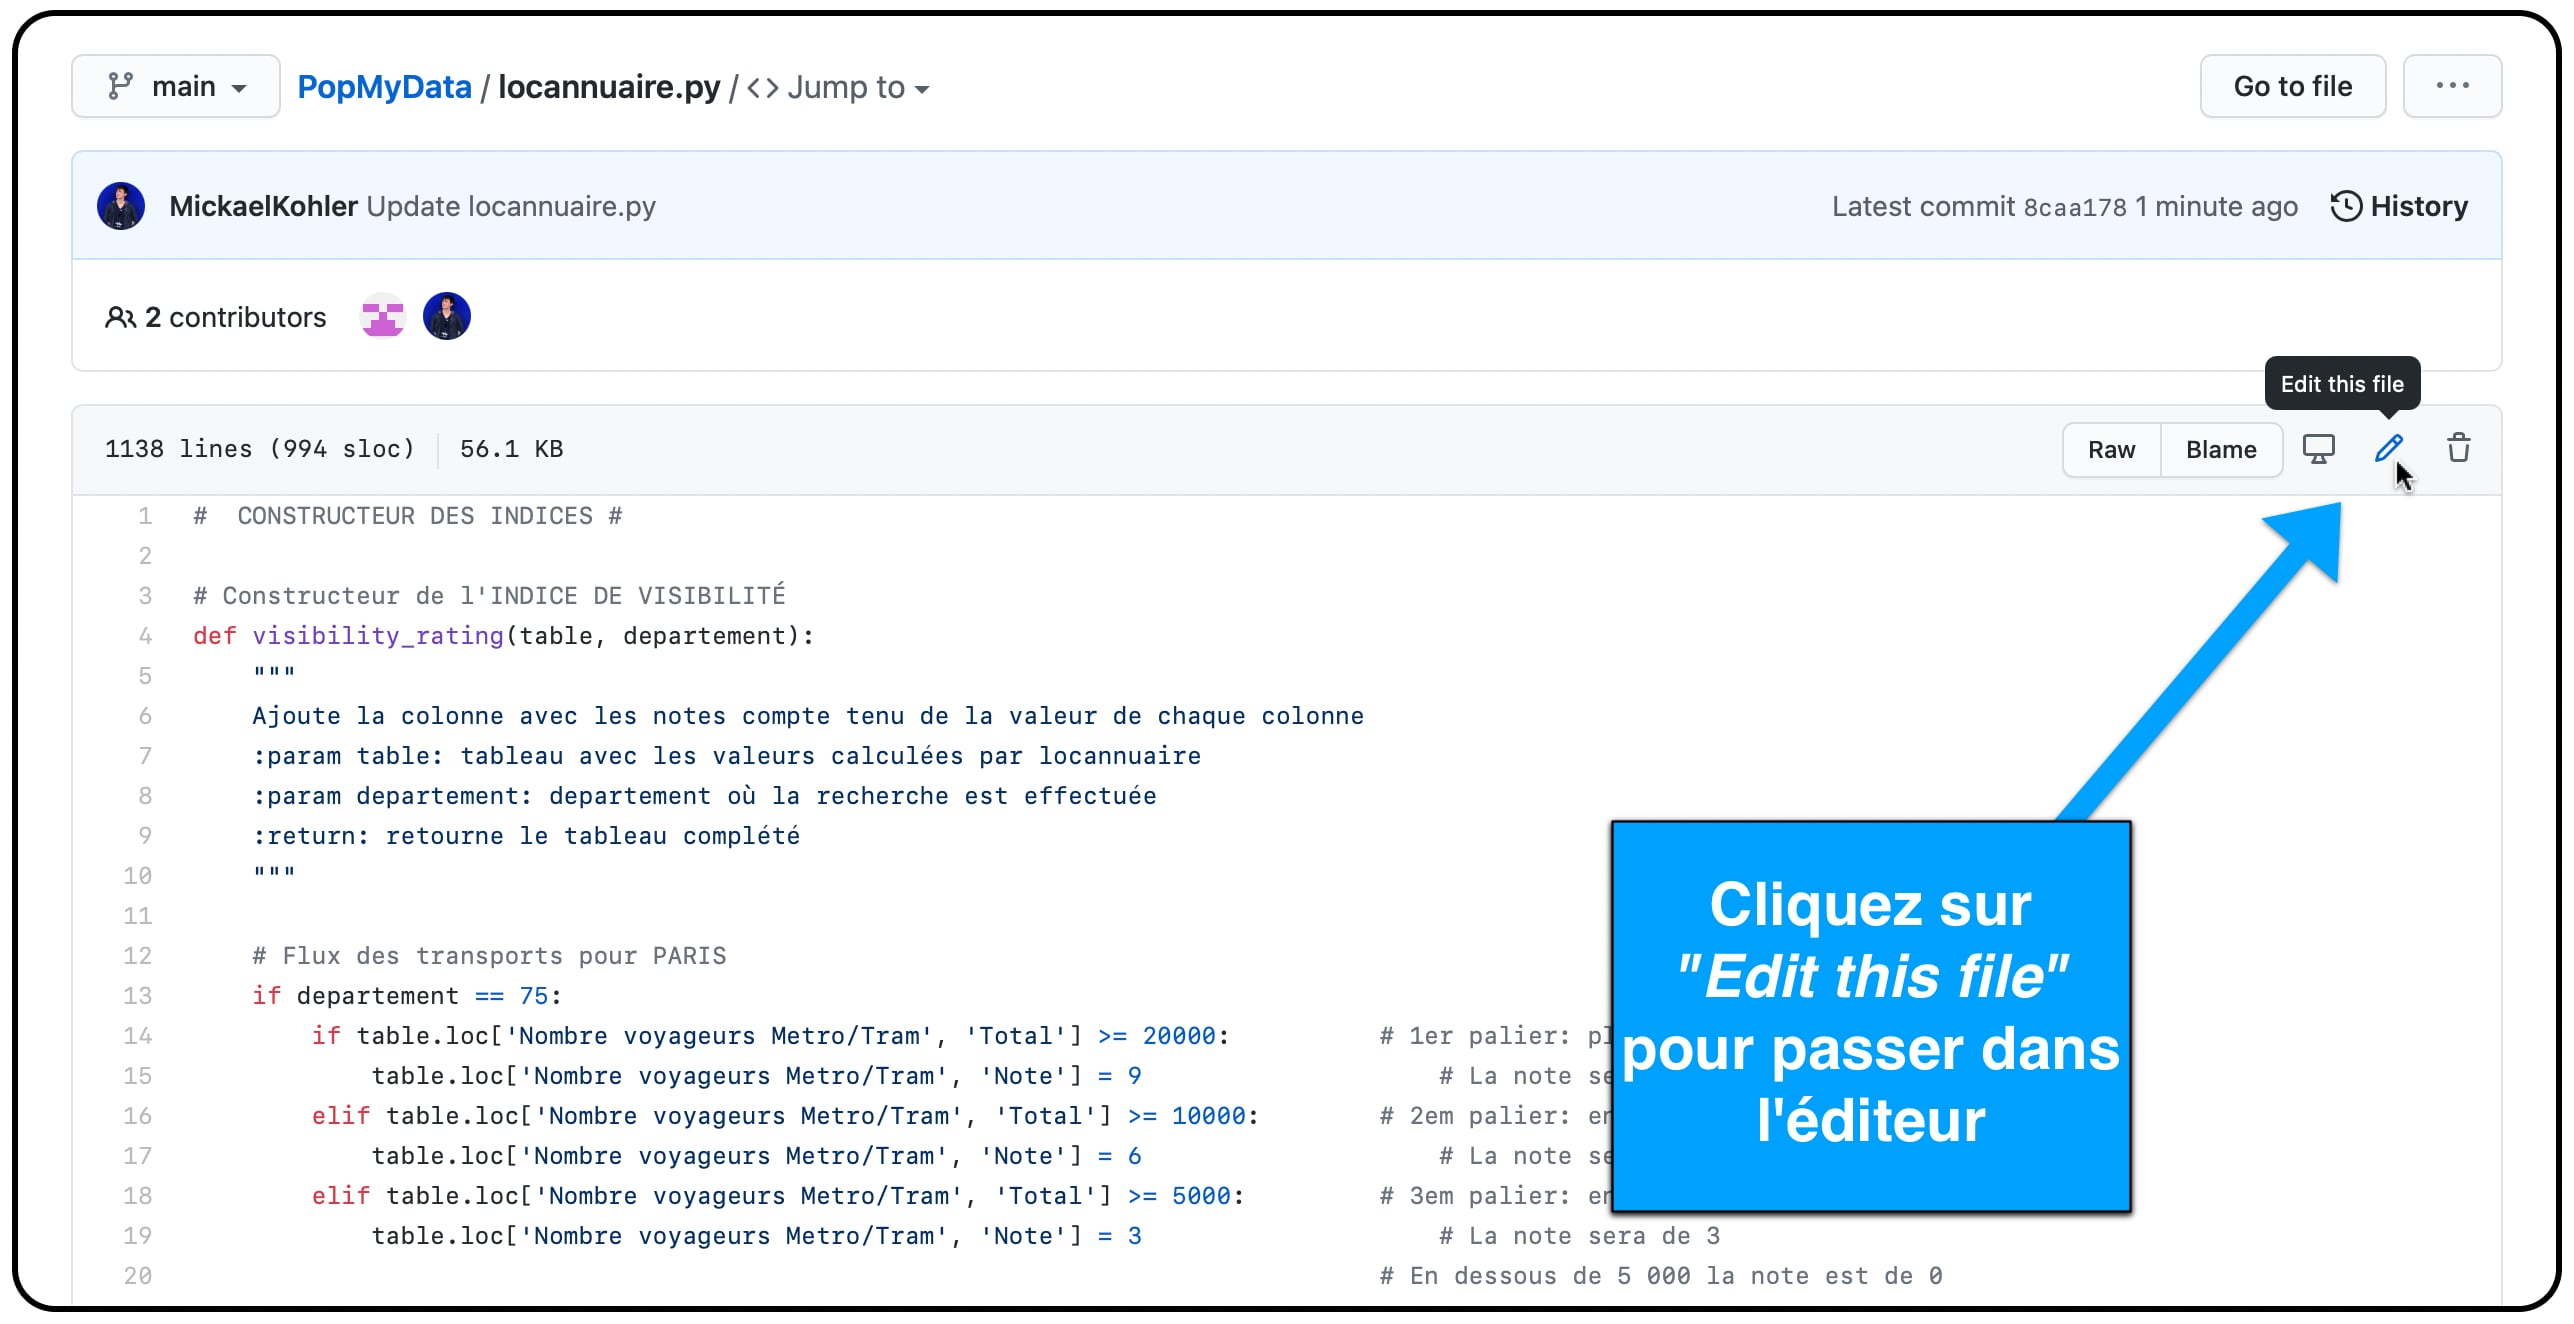 main
PopMyData / locannuaire.py / <> Jump to
Go to file
...
MickaelKohler Update locannuaire.py
Latest commit 8caa178 1 minute ago
History
2 contributors
Edit this file
1138 lines (994 sloc) 56.1 KB
Raw Blame
1 #  CONSTRUCTEUR DES INDICES #
2
3 # Constructeur de l'INDICE DE VISIBILITÉ
4 def visibility_rating(table, departement):
5     """
6     Ajoute la colonne avec les notes compte tenu de la valeur de chaque colonne
7     :param table: tableau avec les valeurs calculées par locannuaire
8     :param departement: departement où la recherche est effectuée
9     :return: retourne le tableau complété
10     """
11
12     # Flux des transports pour PARIS
13     if departement == 75:
14         if table.loc['Nombre voyageurs Metro/Tram', 'Total'] >= 20000:          # 1er palier:
15             table.loc['Nombre voyageurs Metro/Tram', 'Note'] = 9                    # La note
16         elif table.loc['Nombre voyageurs Metro/Tram', 'Total'] >= 10000:        # 2em palier:
17             table.loc['Nombre voyageurs Metro/Tram', 'Note'] = 6                    # La note
18         elif table.loc['Nombre voyageurs Metro/Tram', 'Total'] >= 5000:         # 3em palier:
19             table.loc['Nombre voyageurs Metro/Tram', 'Note'] = 3                    # La note sera de 3
20                                                                                 # En dessous de 5 000 la note est de 0
Cliquez sur
"Edit this file"
pour passer dans
l'éditeur